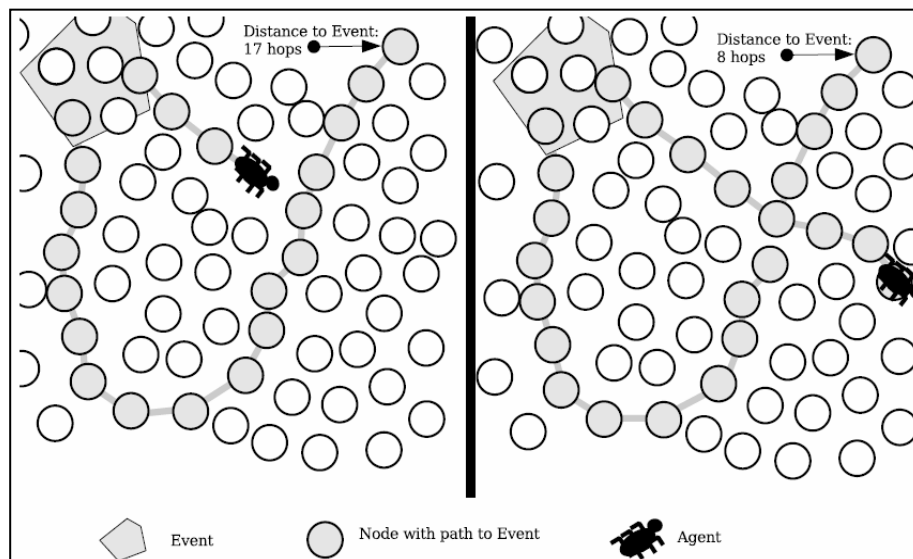 Distance to Event:
17 hops
Distance to Event:
8 hops
Event
Node with path to Event
Agent